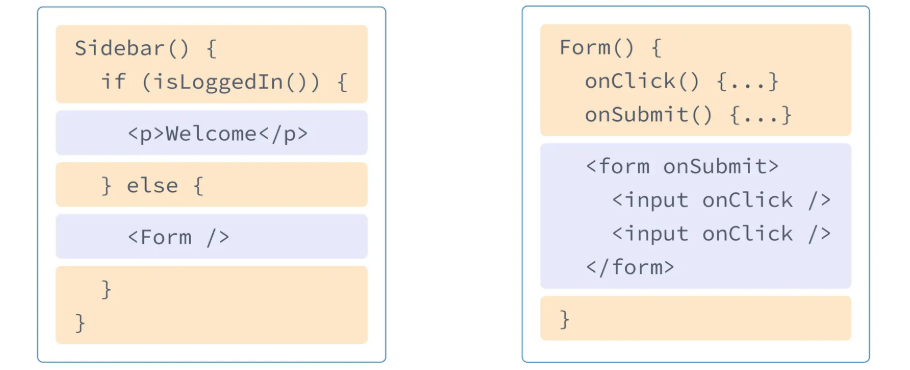 Sidebar() {
if (isLoggedIn()) {
<p>Welcome</p>
} else {
<Form />
}
}
Form() {
onClick() {...}
onSubmit() {...}
<form onSubmit>
<input onClick />
<input onClick />
</form>
}